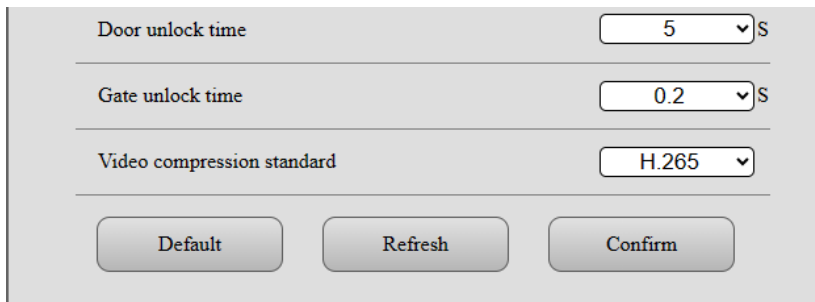 Door unlock time 5 S
Gate unlock time 0.2 S
Video compression standard H.265
Default Refresh Confirm